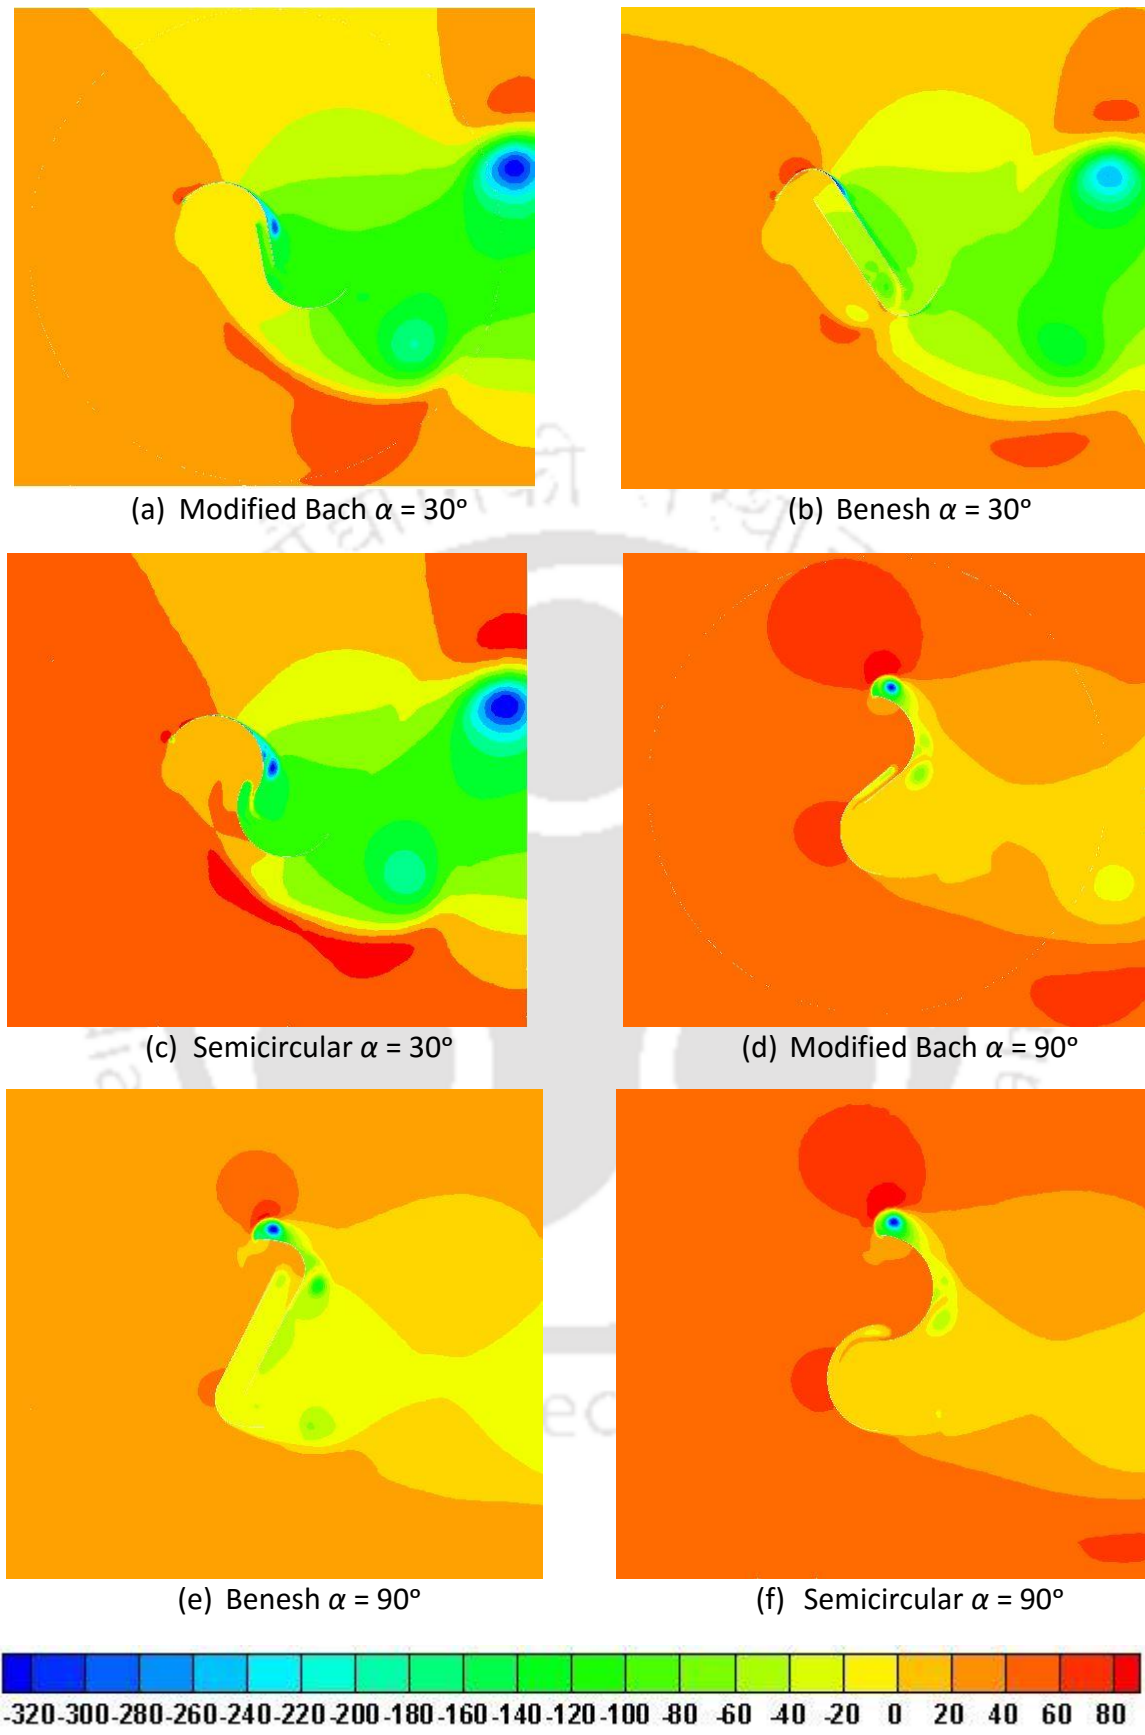 (a) Modified Bach α = 30°
(b) Benesh α = 30°
(c) Semicircular α = 30°
(d) Modified Bach α = 90°
(e) Benesh α = 90°
(f) Semicircular α = 90°
-320 -300 -280 -260 -240 -220 -200 -180 -160 -140 -120 -100 -80 -60 -40 -20 0 20 40 60 80